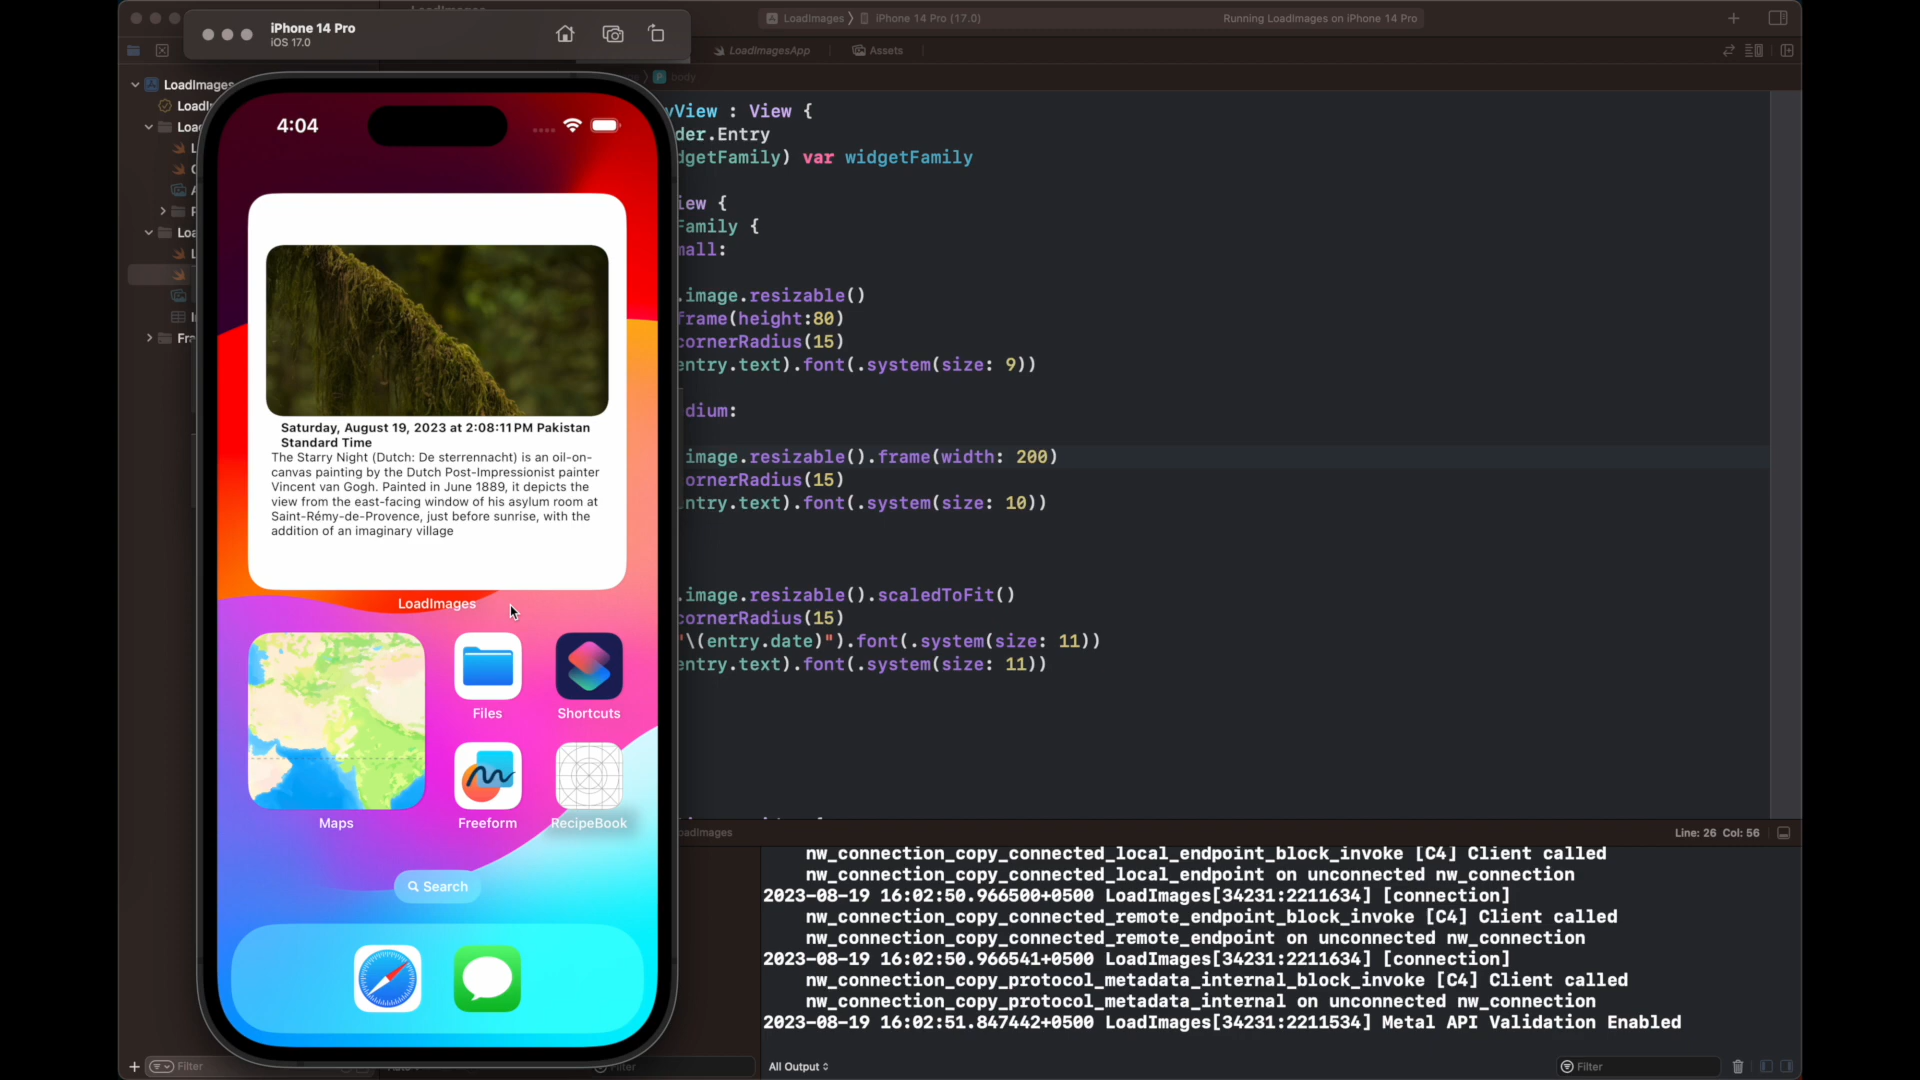 LoadImages
iPhone 14 Pro
iOS 17.0
LoadImages
iPhone 14 Pro (17.0)
Running LoadImages on iPhone 14 Pro
LoadImagesApp
Assets
body
LoadImages
4:04
View : View {
der.Entry
dgetFamily) var widgetFamily
iew {
Family {
mall:
.image.resizable()
frame(height:80)
cornerRadius(15)
entry.text).font(.system(size: 9))
dium:
image.resizable().frame(width: 200)
ornerRadius(15)
ntry.text).font(.system(size: 10))
.image.resizable().scaledToFit()
cornerRadius(15)
"\(entry.date)").font(.system(size: 11))
entry.text).font(.system(size: 11))
Saturday, August 19, 2023 at 2:08:11 PM Pakistan
Standard Time
The Starry Night (Dutch: De sterrennacht) is an oil-on-
canvas painting by the Dutch Post-Impressionist painter
Vincent van Gogh. Painted in June 1889, it depicts the
view from the east-facing window of his asylum room at
Saint-Rémy-de-Provence, just before sunrise, with the
addition of an imaginary village
LoadImages
Files
Shortcuts
Maps
Freeform
RecipeBook
Search
oadImages
Line: 26 Col: 56
nw_connection_copy_connected_local_endpoint_block_invoke [C4] Client called
nw_connection_copy_connected_local_endpoint on unconnected nw_connection
2023-08-19 16:02:50.966500+0500 LoadImages[34231:2211634] [connection]
nw_connection_copy_connected_remote_endpoint_block_invoke [C4] Client called
nw_connection_copy_connected_remote_endpoint on unconnected nw_connection
2023-08-19 16:02:50.966541+0500 LoadImages[34231:2211634] [connection]
nw_connection_copy_protocol_metadata_internal_block_invoke [C4] Client called
nw_connection_copy_protocol_metadata_internal on unconnected nw_connection
2023-08-19 16:02:51.847442+0500 LoadImages[34231:2211534] Metal API Validation Enabled
Filter
Filter
All Output
Filter